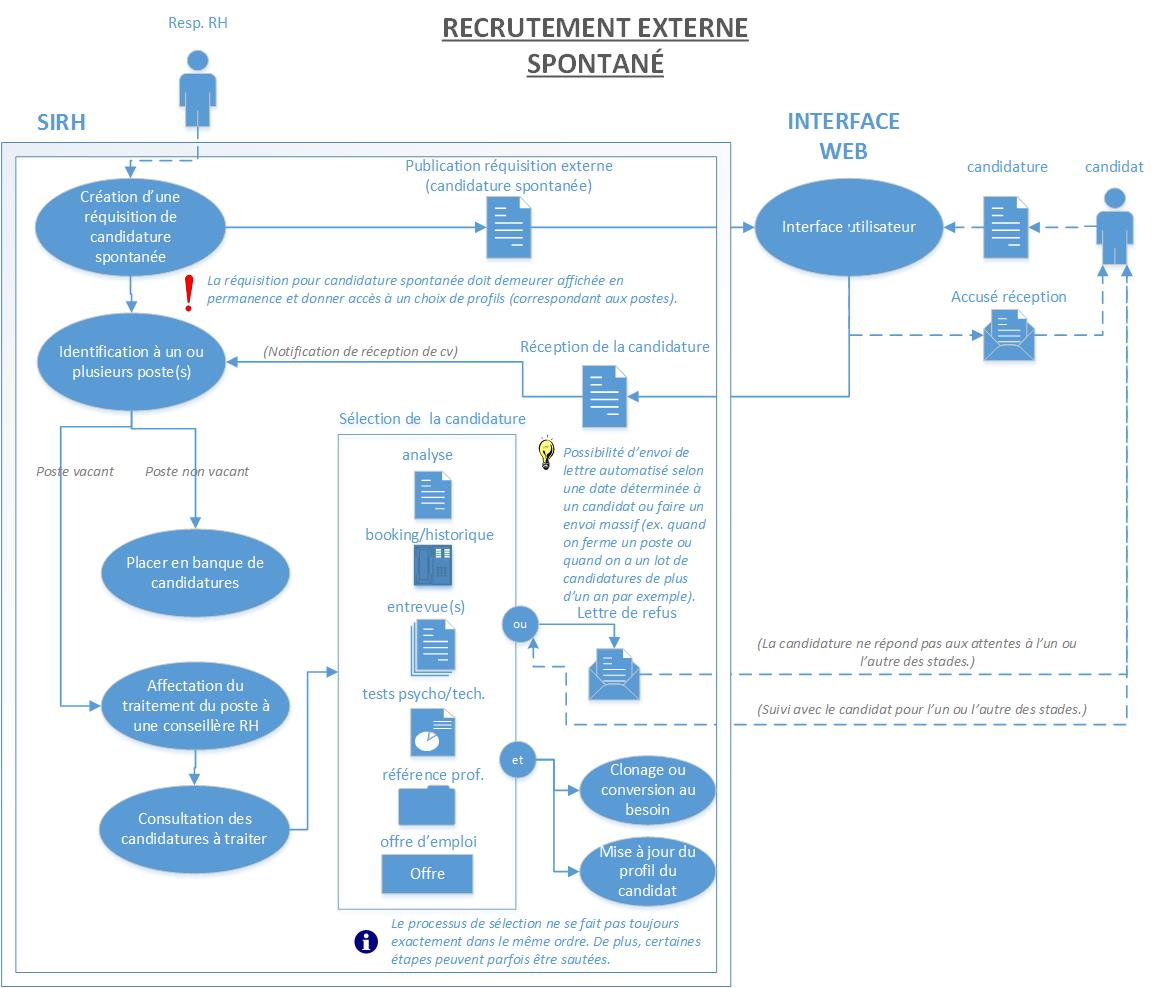 RECRUTEMENT EXTERNE
SPONTANÉ
Resp. RH
SIRH
INTERFACE
WEB
candidature
candidat
Publication réquisition externe
(candidature spontanée)
Création d’une
réquisition de
candidature
spontanée
Interface utilisateur
La réquisition pour candidature spontanée doit demeurer affichée en
permanence et donner accès à un choix de profils (correspondant aux postes).
Accusé réception
Identification à un ou
plusieurs poste(s)
(Notification de réception de cv)
Réception de la candidature
Sélection de la candidature
Poste vacant
Poste non vacant
analyse
booking/historique
entrevue(s)
tests psycho/tech.
référence prof.
offre d’emploi
Offre
Possibilité d’envoi de
lettre automatisé selon
une date déterminée à
un candidat ou faire un
envoi massif (ex. quand
on ferme un poste ou
quand on a un lot de
candidatures de plus
d’un an par exemple).
Placer en banque de
candidatures
ou
Lettre de refus
(La candidature ne répond pas aux attentes à l’un ou
l’autre des stades.)
(Suivi avec le candidat pour l’un ou l’autre des stades.)
Affectation du
traitement du poste à
une conseillère RH
et
Clonage ou
conversion au
besoin
Consultation des
candidatures à traiter
Mise à jour du
profil du
candidat
Le processus de sélection ne se fait pas toujours
exactement dans le même ordre. De plus, certaines
étapes peuvent parfois être sautées.